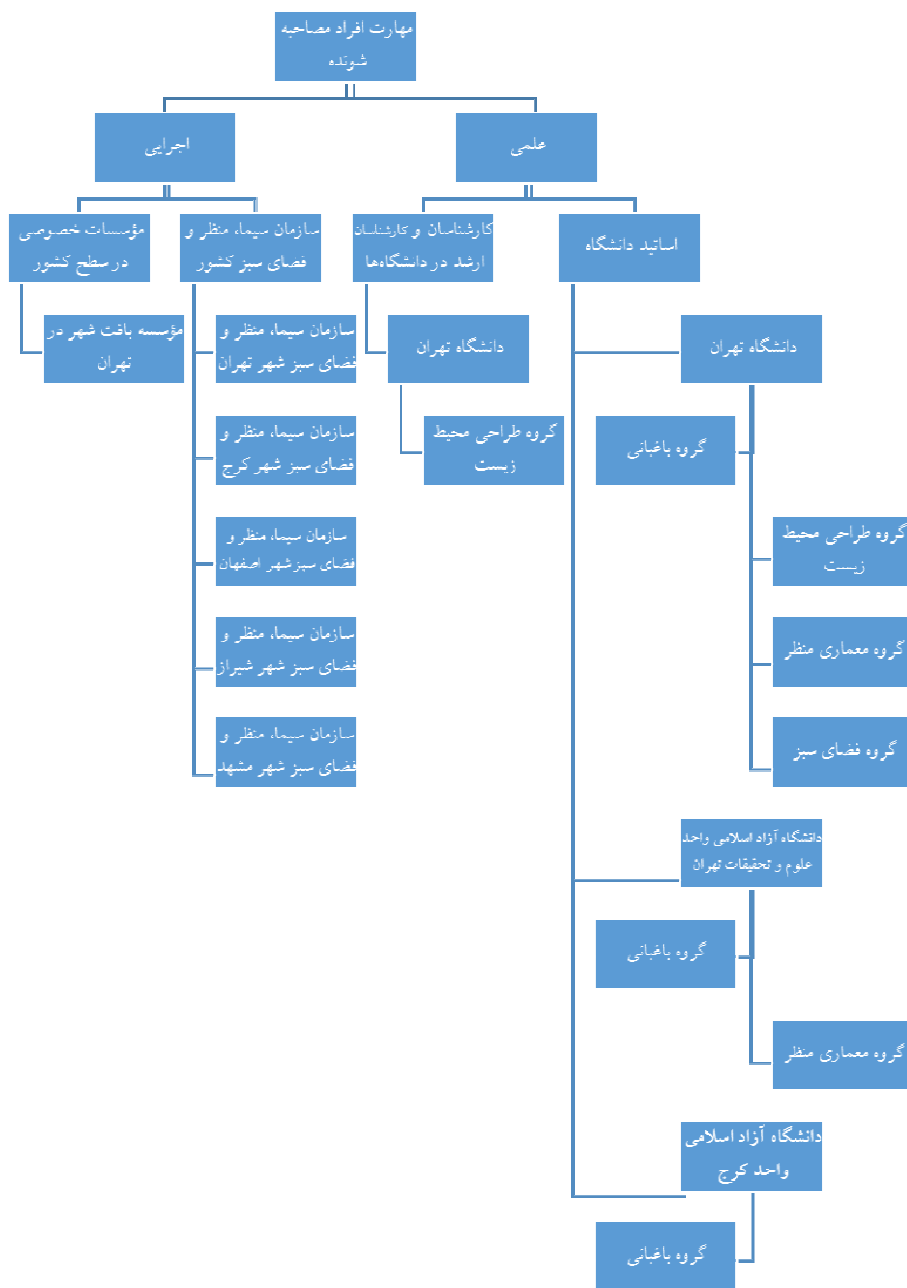 مهارت افراد مصاحبه
شونده
علمی
اجرایی
اساتید دانشگاه
کارشناسان و کارشناسان
ارشد در دانشگاه‌ها
سازمان سیما، منظر و
فضای سبز کشور
مؤسسات خصوصی
در سطح کشور
دانشگاه تهران
گروه باغبانی
گروه طراحی محیط
زیست
گروه معماری منظر
گروه فضای سبز
دانشگاه آزاد اسلامی واحد
علوم و تحقیقات تهران
گروه باغبانی
گروه معماری منظر
دانشگاه آزاد اسلامی
واحد کرج
گروه باغبانی
دانشگاه تهران
گروه طراحی محیط
زیست
سازمان سیما، منظر و
فضای سبز شهر تهران
سازمان سیما، منظر و
فضای سبز شهر کرج
سازمان سیما، منظر و
فضای سبز شهر اصفهان
سازمان سیما، منظر و
فضای سبز شهر شیراز
سازمان سیما، منظر و
فضای سبز شهر مشهد
مؤسسه بافت شهر در
تهران